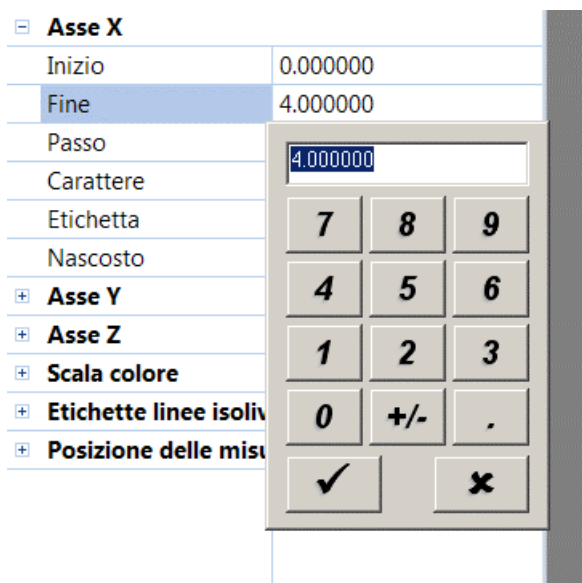 Asse X
Inizio 0.000000
Fine 4.000000
Passo
4.000000
Carattere
Etichetta
7 8 9
Nascosto
4 5 6
Asse Y
Asse Z
1 2 3
Scala colore
Etichette linee isoliv
0 +/- .
Posizione delle misu